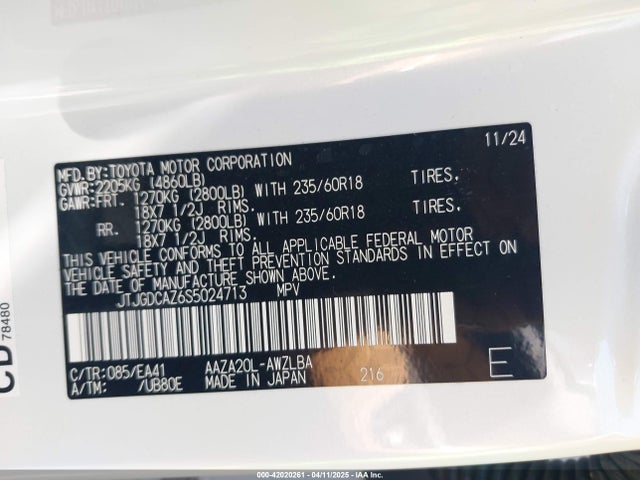 11/24
MFD.BY:TOYOTA MOTOR CORPORATION
GVWR:2205KG (4860LB)
GAWR:FRT. 1270KG (2800LB) WITH 235/60R18 TIRES.
18X7 1/2J RIMS.
RR. 1270KG (2800LB) WITH 235/60R18 TIRES.
18X7 1/2J RIMS.
THIS VEHICLE CONFORMS TO ALL APPLICABLE FEDERAL MOTOR
VEHICLE SAFETY AND THEFT PREVENTION STANDARDS IN EFFECT ON
THE DATE OF MANUFACTURE SHOWN ABOVE.
JTJGDCAZ6S5024713 MPV
C/TR:085/EA41 AAZA20L-AWZLBA
A/TM: /UB80E MADE IN JAPAN 216
E
78480
000-42020261 - 04/11/2025 - IAA Inc.